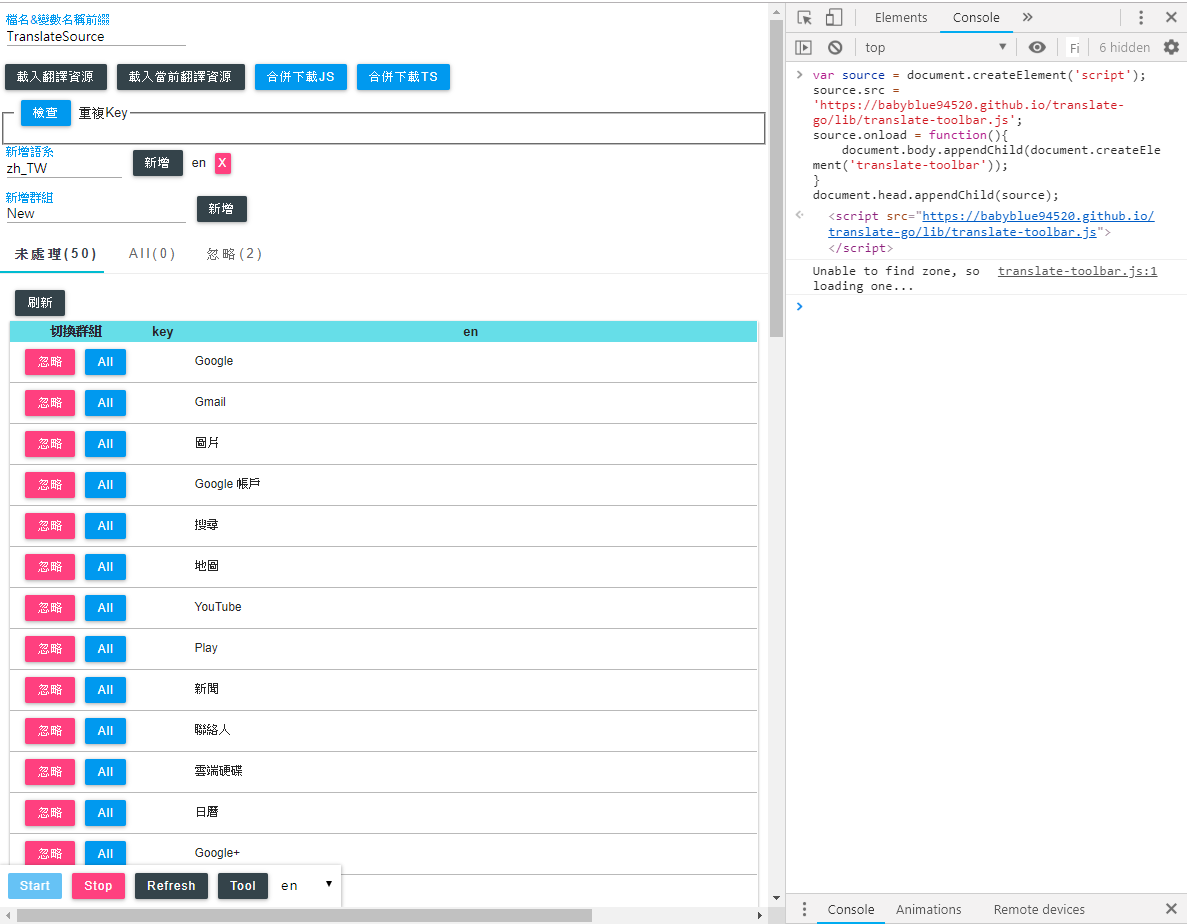 檔名&變數名稱前綴
TranslateSource
載入翻譯資源 載入當前翻譯資源 合併下載JS 合併下載TS
檢查 重複Key
新增語系
zh_TW 新增 en X
新增群組
New 新增
未處理(50) All(0) 忽略(2)
刷新
切換群組 key en
忽略 All Google
忽略 All Gmail
忽略 All 圖片
忽略 All Google 帳戶
忽略 All 搜尋
忽略 All 地圖
忽略 All YouTube
忽略 All Play
忽略 All 新聞
忽略 All 聯絡人
忽略 All 雲端硬碟
忽略 All 日曆
忽略 All Google+
Start Stop Refresh Tool en
Elements Console
top Fi 6 hidden
var source = document.createElement('script');
source.src =
'https://babyblue94520.github.io/translate-
go/lib/translate-toolbar.js';
source.onload = function(){
document.body.appendChild(document.createEle
ment('translate-toolbar'));
}
document.head.appendChild(source);
<script src="https://babyblue94520.github.io/
translate-go/lib/translate-toolbar.js">
</script>
Unable to find zone, so translate-toolbar.js:1
loading one...
Console Animations Remote devices